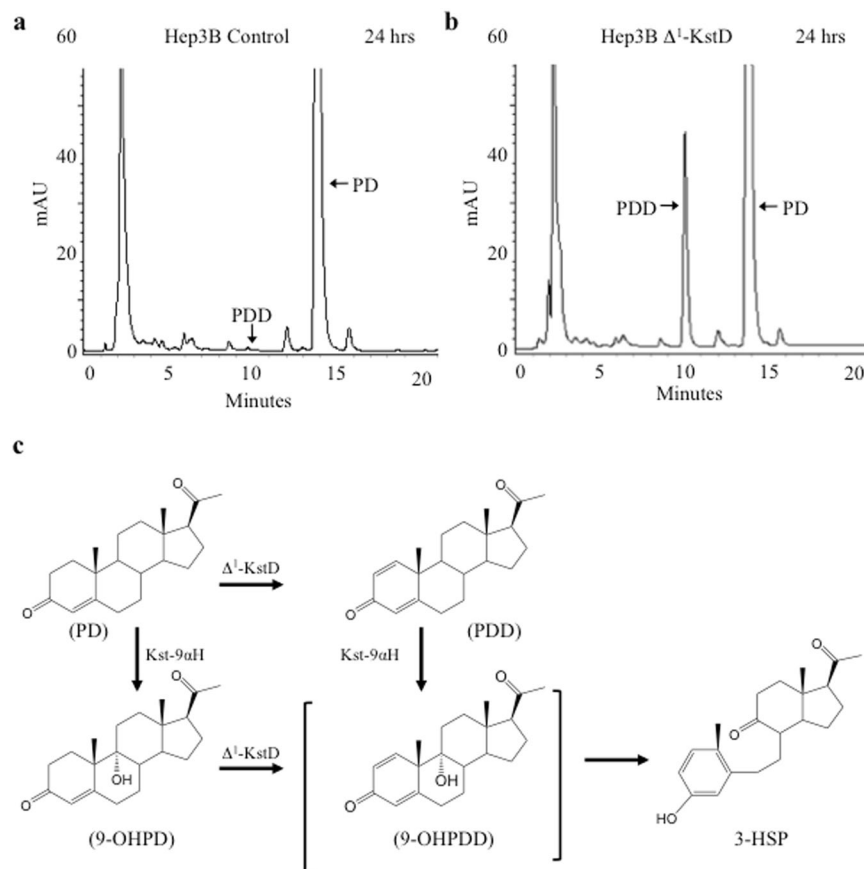 a
60 Hep3B Control 24 hrs
40
20
0
mAU
PD
PDD
0 5 10 15 20
Minutes
b
60 Hep3B Δ¹-KstD 24 hrs
40
20
0
mAU
PDD
PD
0 5 10 15 20
Minutes
c
O
O
(PD)
Δ¹-KstD
O
O
(PDD)
Kst-9αH
Kst-9αH
O
O
OH
(9-OHPD)
Δ¹-KstD
O
O
OH
(9-OHPDD)
O
O
HO
3-HSP